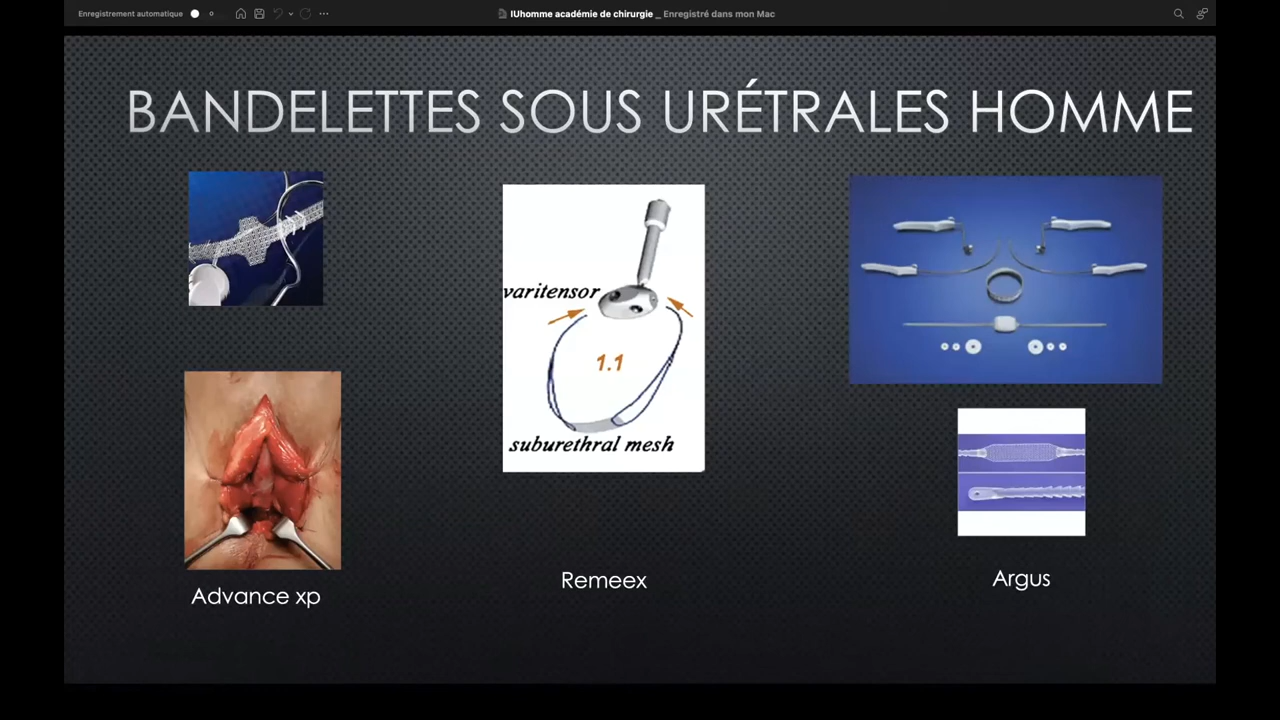 Enregistrement automatique
IUhomme académie de chirurgie _ Enregistré dans mon Mac
BANDELETTES SOUS URÉTRALES HOMME
varitensor
1.1
suburethral mesh
Advance xp
Remeex
Argus